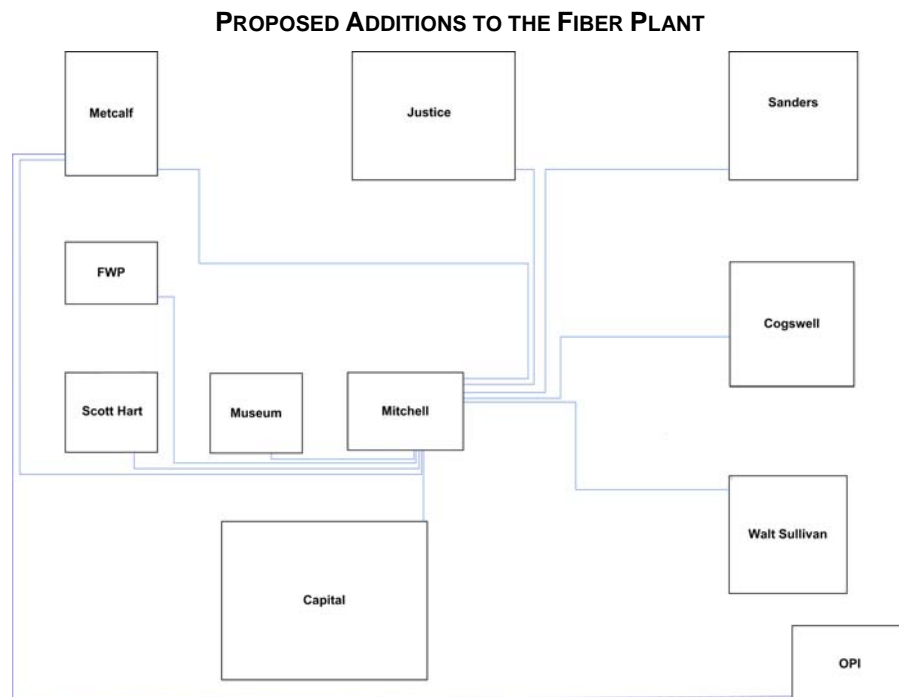 PROPOSED ADDITIONS TO THE FIBER PLANT
Metcalf
Justice
Sanders
FWP
Cogswell
Scott Hart
Museum
Mitchell
Walt Sullivan
Capital
OPI